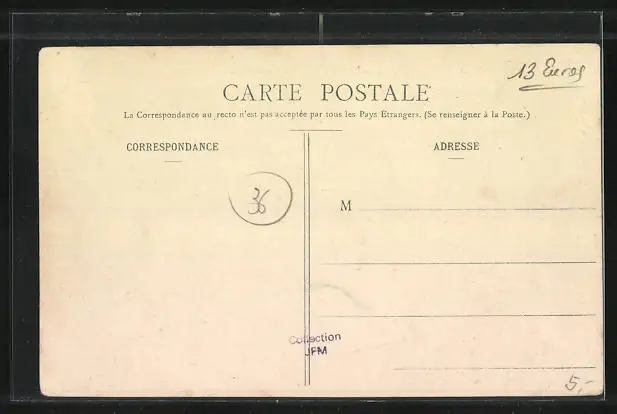 13 Euros
CARTE POSTALE
La Correspondance au recto n'est pas acceptée par tous les Pays Etrangers. (Se renseigner à la Poste.)
CORRESPONDANCE
ADRESSE
36
M
Collection
JFM
5,-